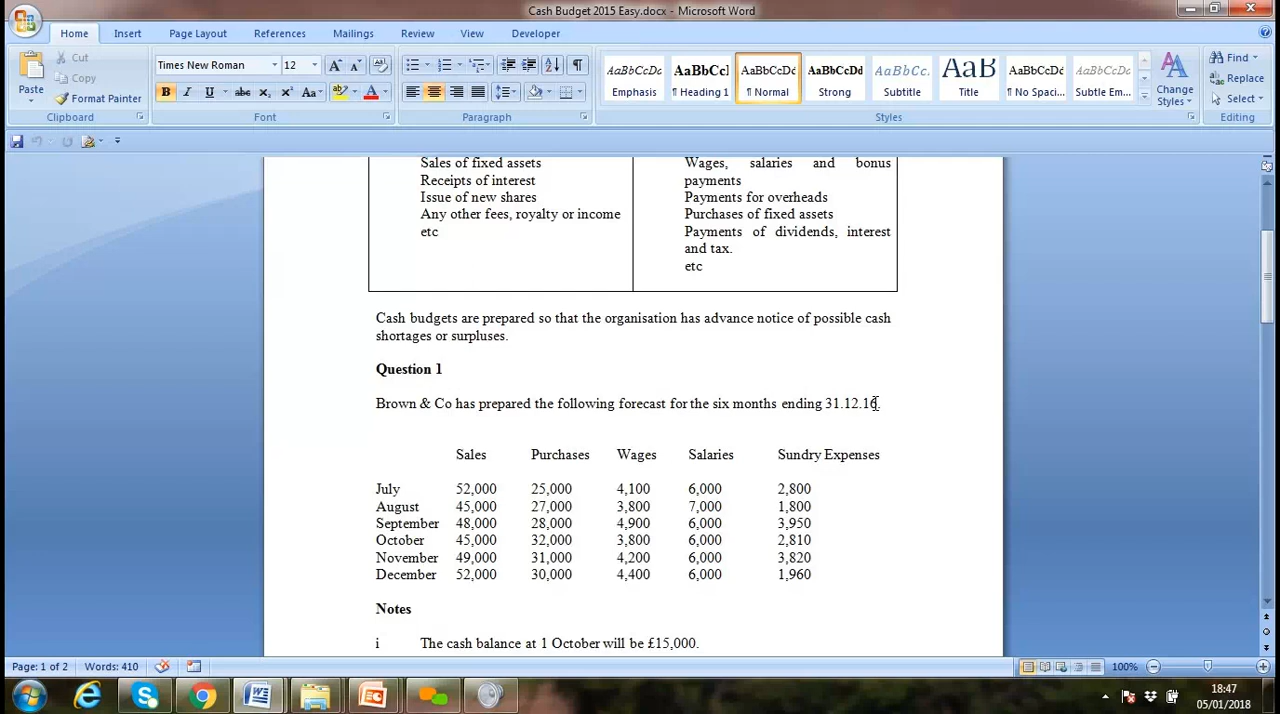 Cash Budget 2015 Easy.docx - Microsoft Word
Home Insert Page Layout References Mailings Review View Developer
Paste
Cut
Copy
Format Painter
Clipboard
Times New Roman 12
Font
Paragraph
AaBbCcDc AaBbCcl AaBbCcDc AaBbCcDd AaBbCc. AaB AaBbCcDc AaBbCcDc
Emphasis ¶ Heading 1 ¶ Normal Strong Subtitle Title ¶ No Spaci... Subtle Em...
Change
Styles
Styles
Find
Replace
Select
Editing
Sales of fixed assets
Receipts of interest
Issue of new shares
Any other fees, royalty or income
etc
Wages, salaries and bonus
payments
Payments for overheads
Purchases of fixed assets
Payments of dividends, interest
and tax.
etc
Cash budgets are prepared so that the organisation has advance notice of possible cash
shortages or surpluses.
Question 1
Brown & Co has prepared the following forecast for the six months ending 31.12.16.
Sales Purchases Wages Salaries Sundry Expenses
July 52,000 25,000 4,100 6,000 2,800
August 45,000 27,000 3,800 7,000 1,800
September 48,000 28,000 4,900 6,000 3,950
October 45,000 32,000 3,800 6,000 2,810
November 49,000 31,000 4,200 6,000 3,820
December 52,000 30,000 4,400 6,000 1,960
Notes
i The cash balance at 1 October will be £15,000.
Page: 1 of 2 Words: 410 100%
18:47
05/01/2018